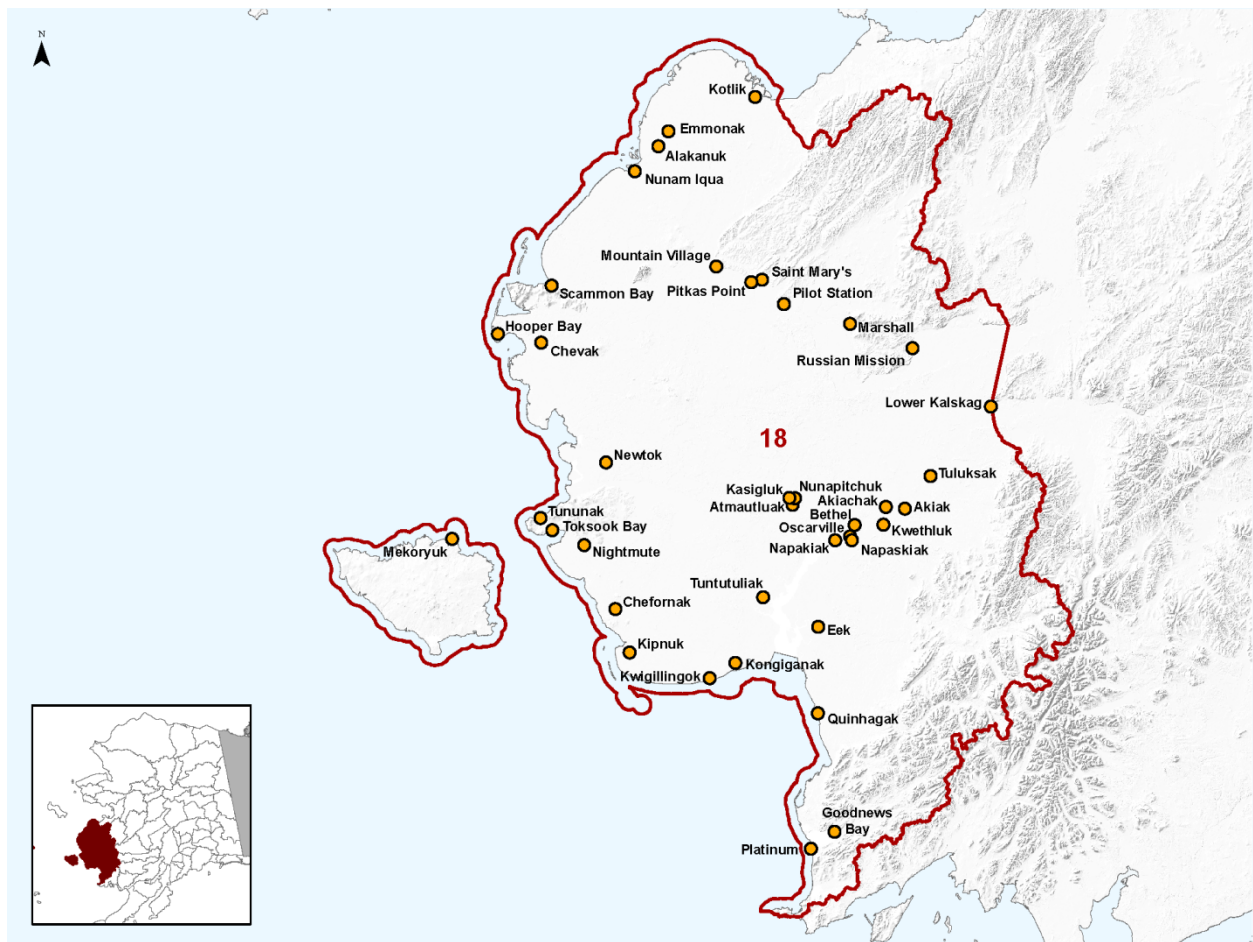 N
Kotlik
Emmonak
Alakanuk
Nunam Iqua
Mountain Village
Saint Mary's
Pitkas Point
Pilot Station
Scammon Bay
Marshall
Hooper Bay
Chevak
Russian Mission
Lower Kalskag
18
Newtok
Tuluksak
Kasigluk
Nunapitchuk
Atmautluak
Akiachak
Akiak
Bethel
Tununak
Toksook Bay
Oscarville
Kwethluk
Mekoryuk
Nightmute
Napakiak
Napaskiak
Tuntutuliak
Chefornak
Eek
Kipnuk
Kongiganak
Kwigillingok
Quinhagak
Goodnews
Bay
Platinum